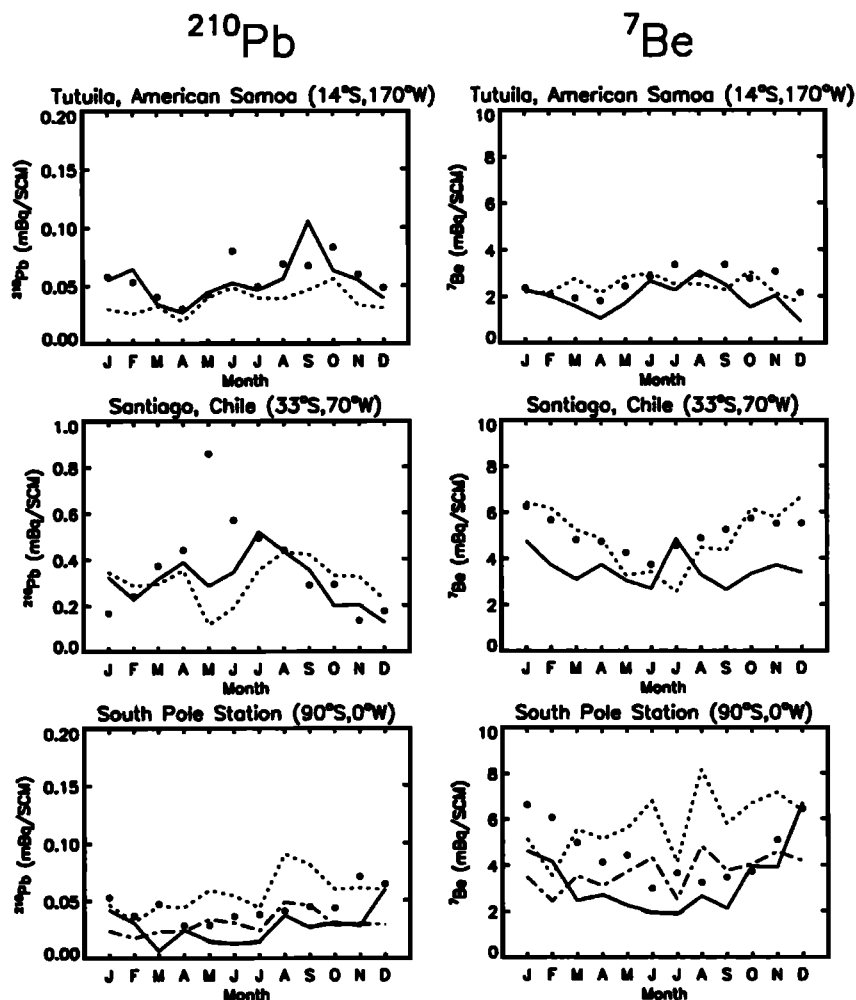 210Pb
7Be
Tutuila, American Samoa (14°S,170°W)
0.20
0.15
0.10
0.05
0.00
210Pb (mBq/SCM)
J F M A M J J A S O N D
Month
Tutuila, American Samoa (14°S,170°W)
10
8
6
4
2
0
7Be (mBq/SCM)
J F M A M J J A S O N D
Month
Santiago, Chile (33°S,70°W)
1.0
0.8
0.6
0.4
0.2
0.0
210Pb (mBq/SCM)
J F M A M J J A S O N D
Month
Santiago, Chile (33°S,70°W)
10
8
6
4
2
0
7Be (mBq/SCM)
J F M A M J J A S O N D
Month
South Pole Station (90°S,0°W)
0.20
0.15
0.10
0.05
0.00
210Pb (mBq/SCM)
J F M A M J J A S O N D
Month
South Pole Station (90°S,0°W)
10
8
6
4
2
0
7Be (mBq/SCM)
J F M A M J J A S O N D
Month